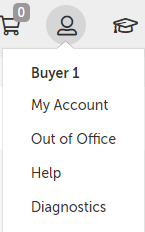 0
Buyer 1
My Account
Out of Office
Help
Diagnostics